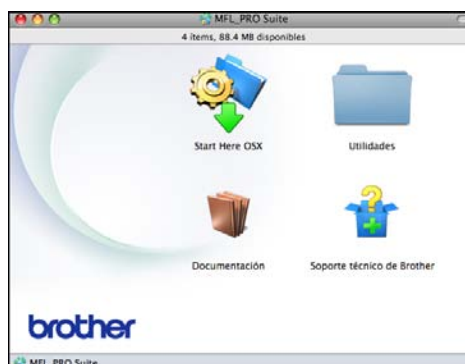 MFL_PRO Suite
4 ítems, 88.4 MB disponibles
Start Here OSX
Utilidades
Documentación
Soporte técnico de Brother
brother
MFL_PRO Suite